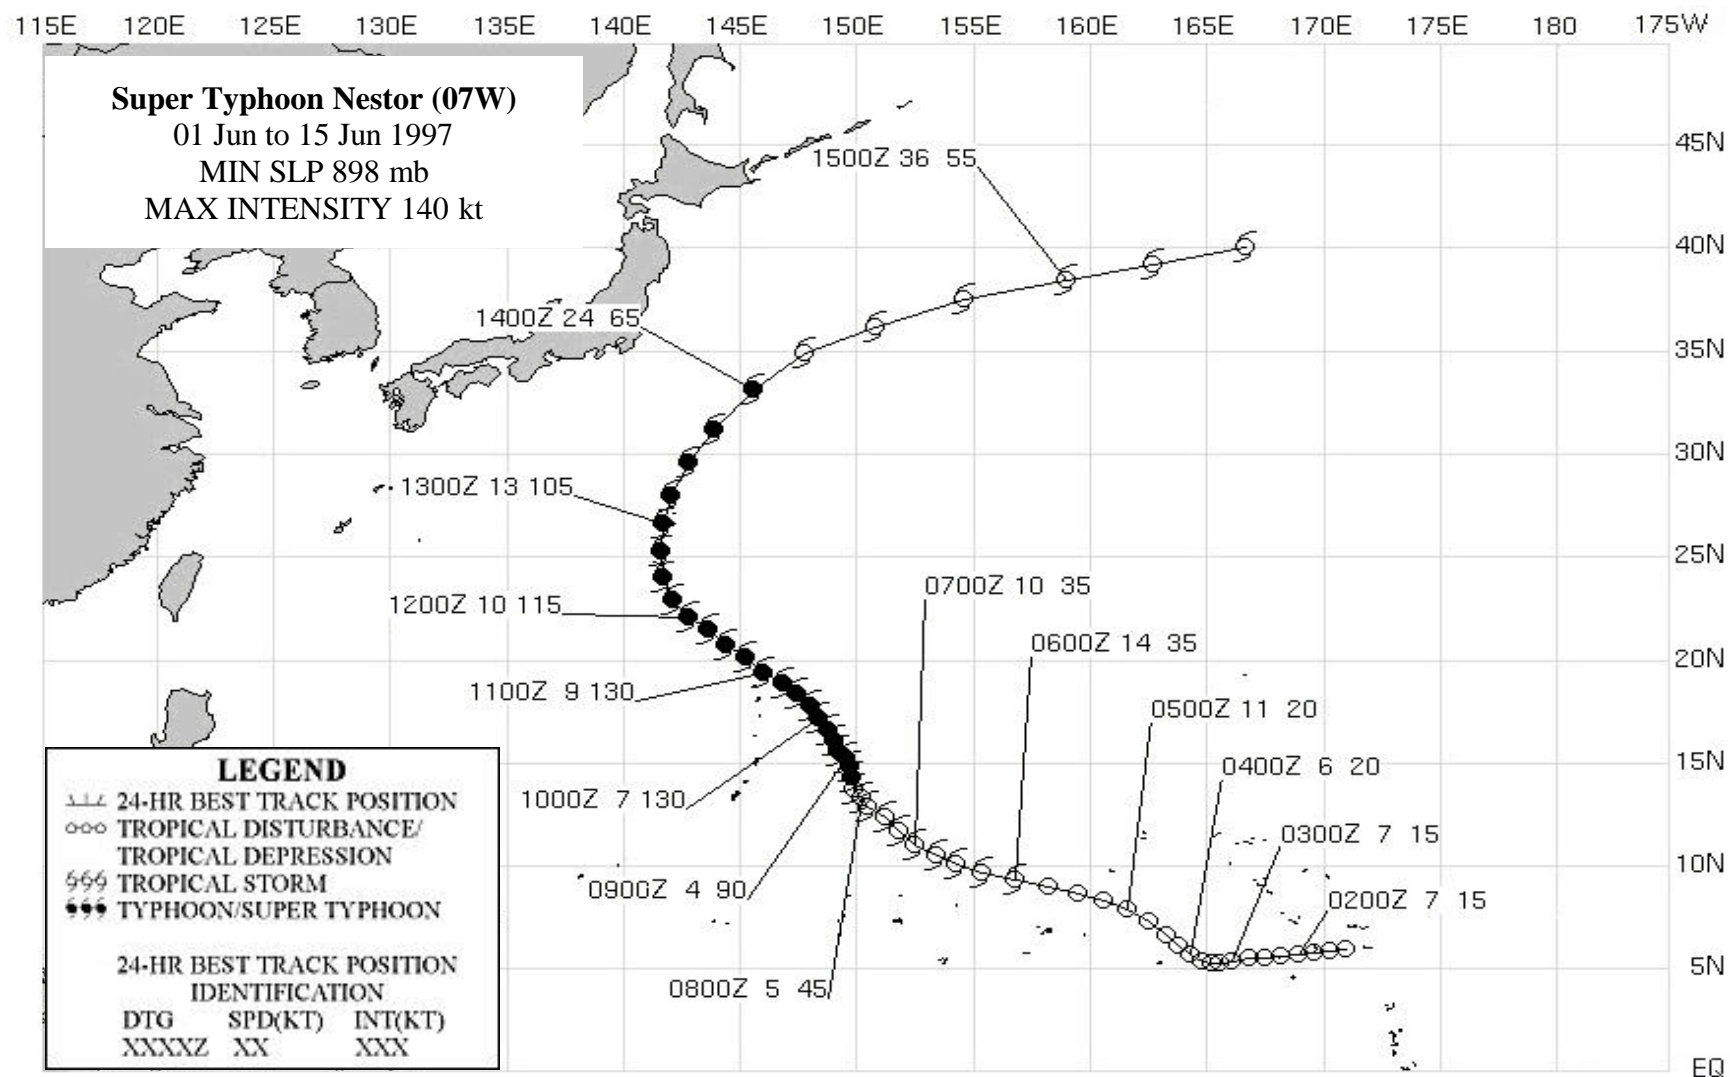 115E 120E 125E 130E 135E 140E 145E 150E 155E 160E 165E 170E 175E 180 175W
Super Typhoon Nestor (07W)
01 Jun to 15 Jun 1997
MIN SLP 898 mb
MAX INTENSITY 140 kt
45N
1500Z 36 55
40N
1400Z 24 65
35N
30N
1300Z 13 105
25N
0700Z 10 35
1200Z 10 115
0600Z 14 35
20N
1100Z 9 130
0500Z 11 20
15N
0400Z 6 20
1000Z 7 130
0300Z 7 15
10N
0900Z 4 90
0200Z 7 15
5N
0800Z 5 45
EQ
LEGEND
24-HR BEST TRACK POSITION
TROPICAL DISTURBANCE/
TROPICAL DEPRESSION
TROPICAL STORM
TYPHOON/SUPER TYPHOON
24-HR BEST TRACK POSITION
IDENTIFICATION
DTG SPD(KT) INT(KT)
XXXXZ XX XXX